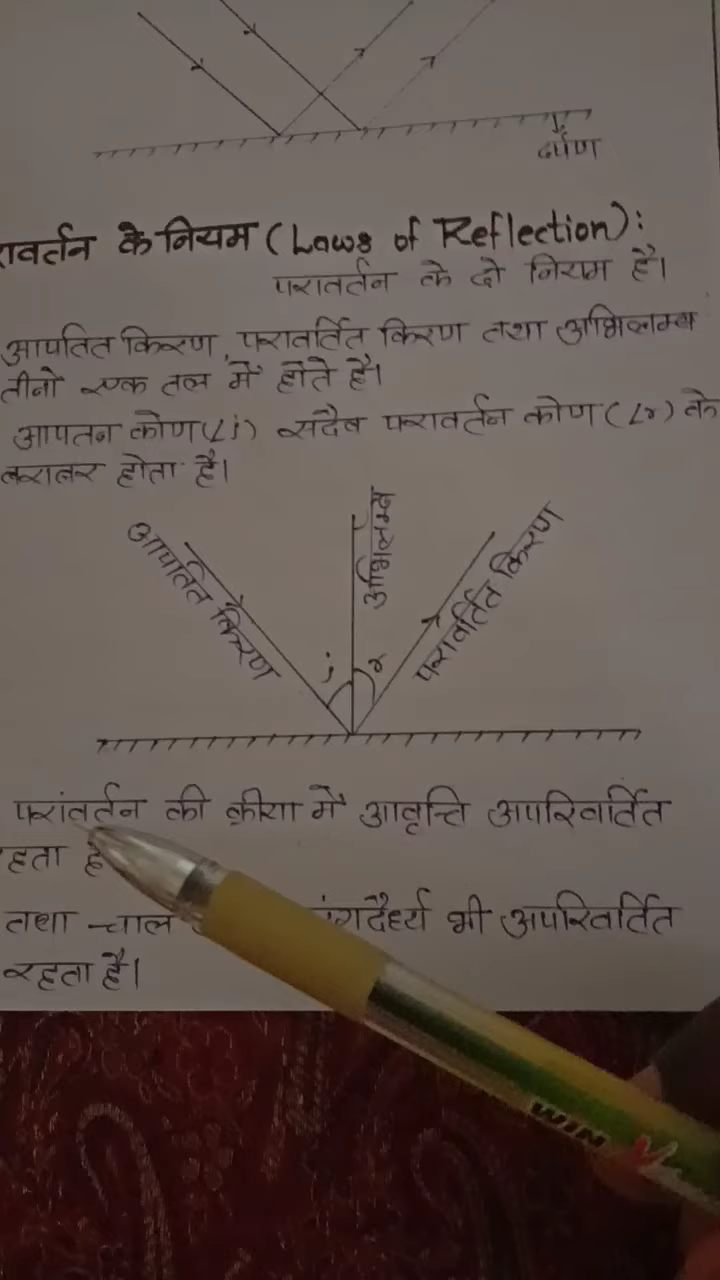 दर्पण
रावर्तन के नियम (Laws of Reflection):
परावर्तन के दो नियम है।
आपतित किरण, परावर्तित किरण तथा अभिलम्ब
तीनो एक तल में होते है।
आपतन कोण (∠i) सदैव परावर्तन कोण (∠r) के
बराबर होता है।
आपतित किरण
अभिलम्ब
परावर्तित किरण
i r
परांवर्तन की क्रीया में आवृत्ति अपरिवर्तित
हता है
तथा चाल गदैर्ध्य भी अपरिवर्तित
रहता है।
WIN